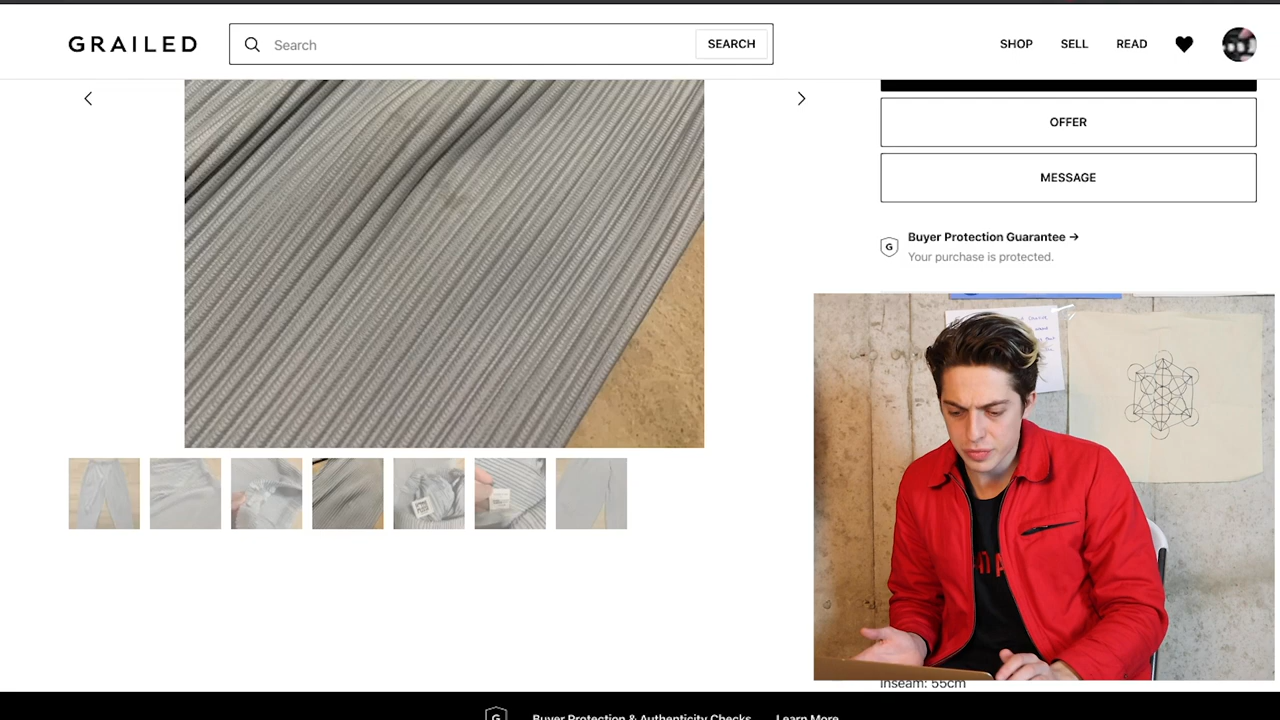 GRAILED
Search
SEARCH
SHOP
SELL
READ
OFFER
MESSAGE
G
Buyer Protection Guarantee →
Your purchase is protected.
Inseam: 55cm
G
Buyer Protection & Authenticity Checks
Learn More